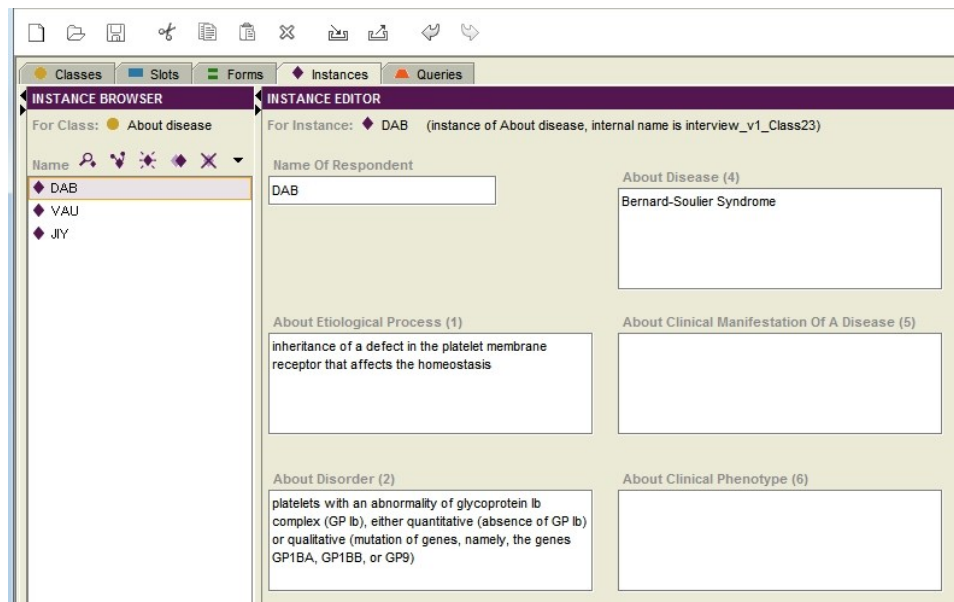 Classes Slots Forms Instances Queries
INSTANCE BROWSER
For Class: About disease
Name
DAB
VAU
JIY
INSTANCE EDITOR
For Instance: DAB (instance of About disease, internal name is interview_v1_Class23)
Name Of Respondent
DAB
About Disease (4)
Bernard-Soulier Syndrome
About Etiological Process (1)
inheritance of a defect in the platelet membrane
receptor that affects the homeostasis
About Clinical Manifestation Of A Disease (5)
About Disorder (2)
platelets with an abnormality of glycoprotein Ib
complex (GP Ib), either quantitative (absence of GP Ib)
or qualitative (mutation of genes, namely, the genes
GP1BA, GP1BB, or GP9)
About Clinical Phenotype (6)